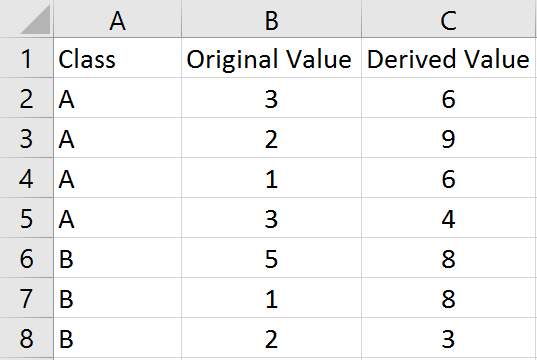 A B C
1 Class Original Value Derived Value
2 A 3 6
3 A 2 9
4 A 1 6
5 A 3 4
6 B 5 8
7 B 1 8
8 B 2 3